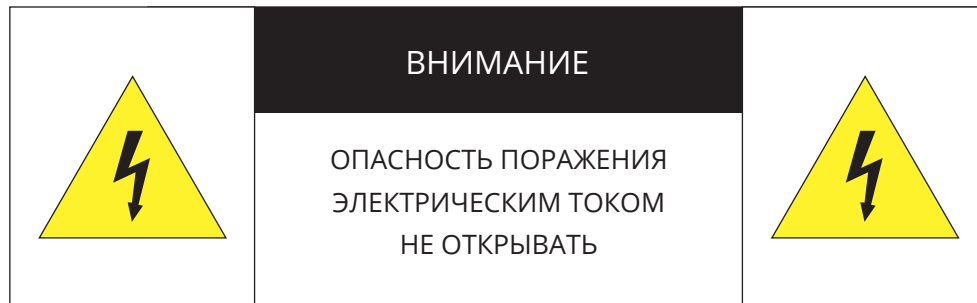 ВНИМАНИЕ
ОПАСНОСТЬ ПОРАЖЕНИЯ
ЭЛЕКТРИЧЕСКИМ ТОКОМ
НЕ ОТКРЫВАТЬ